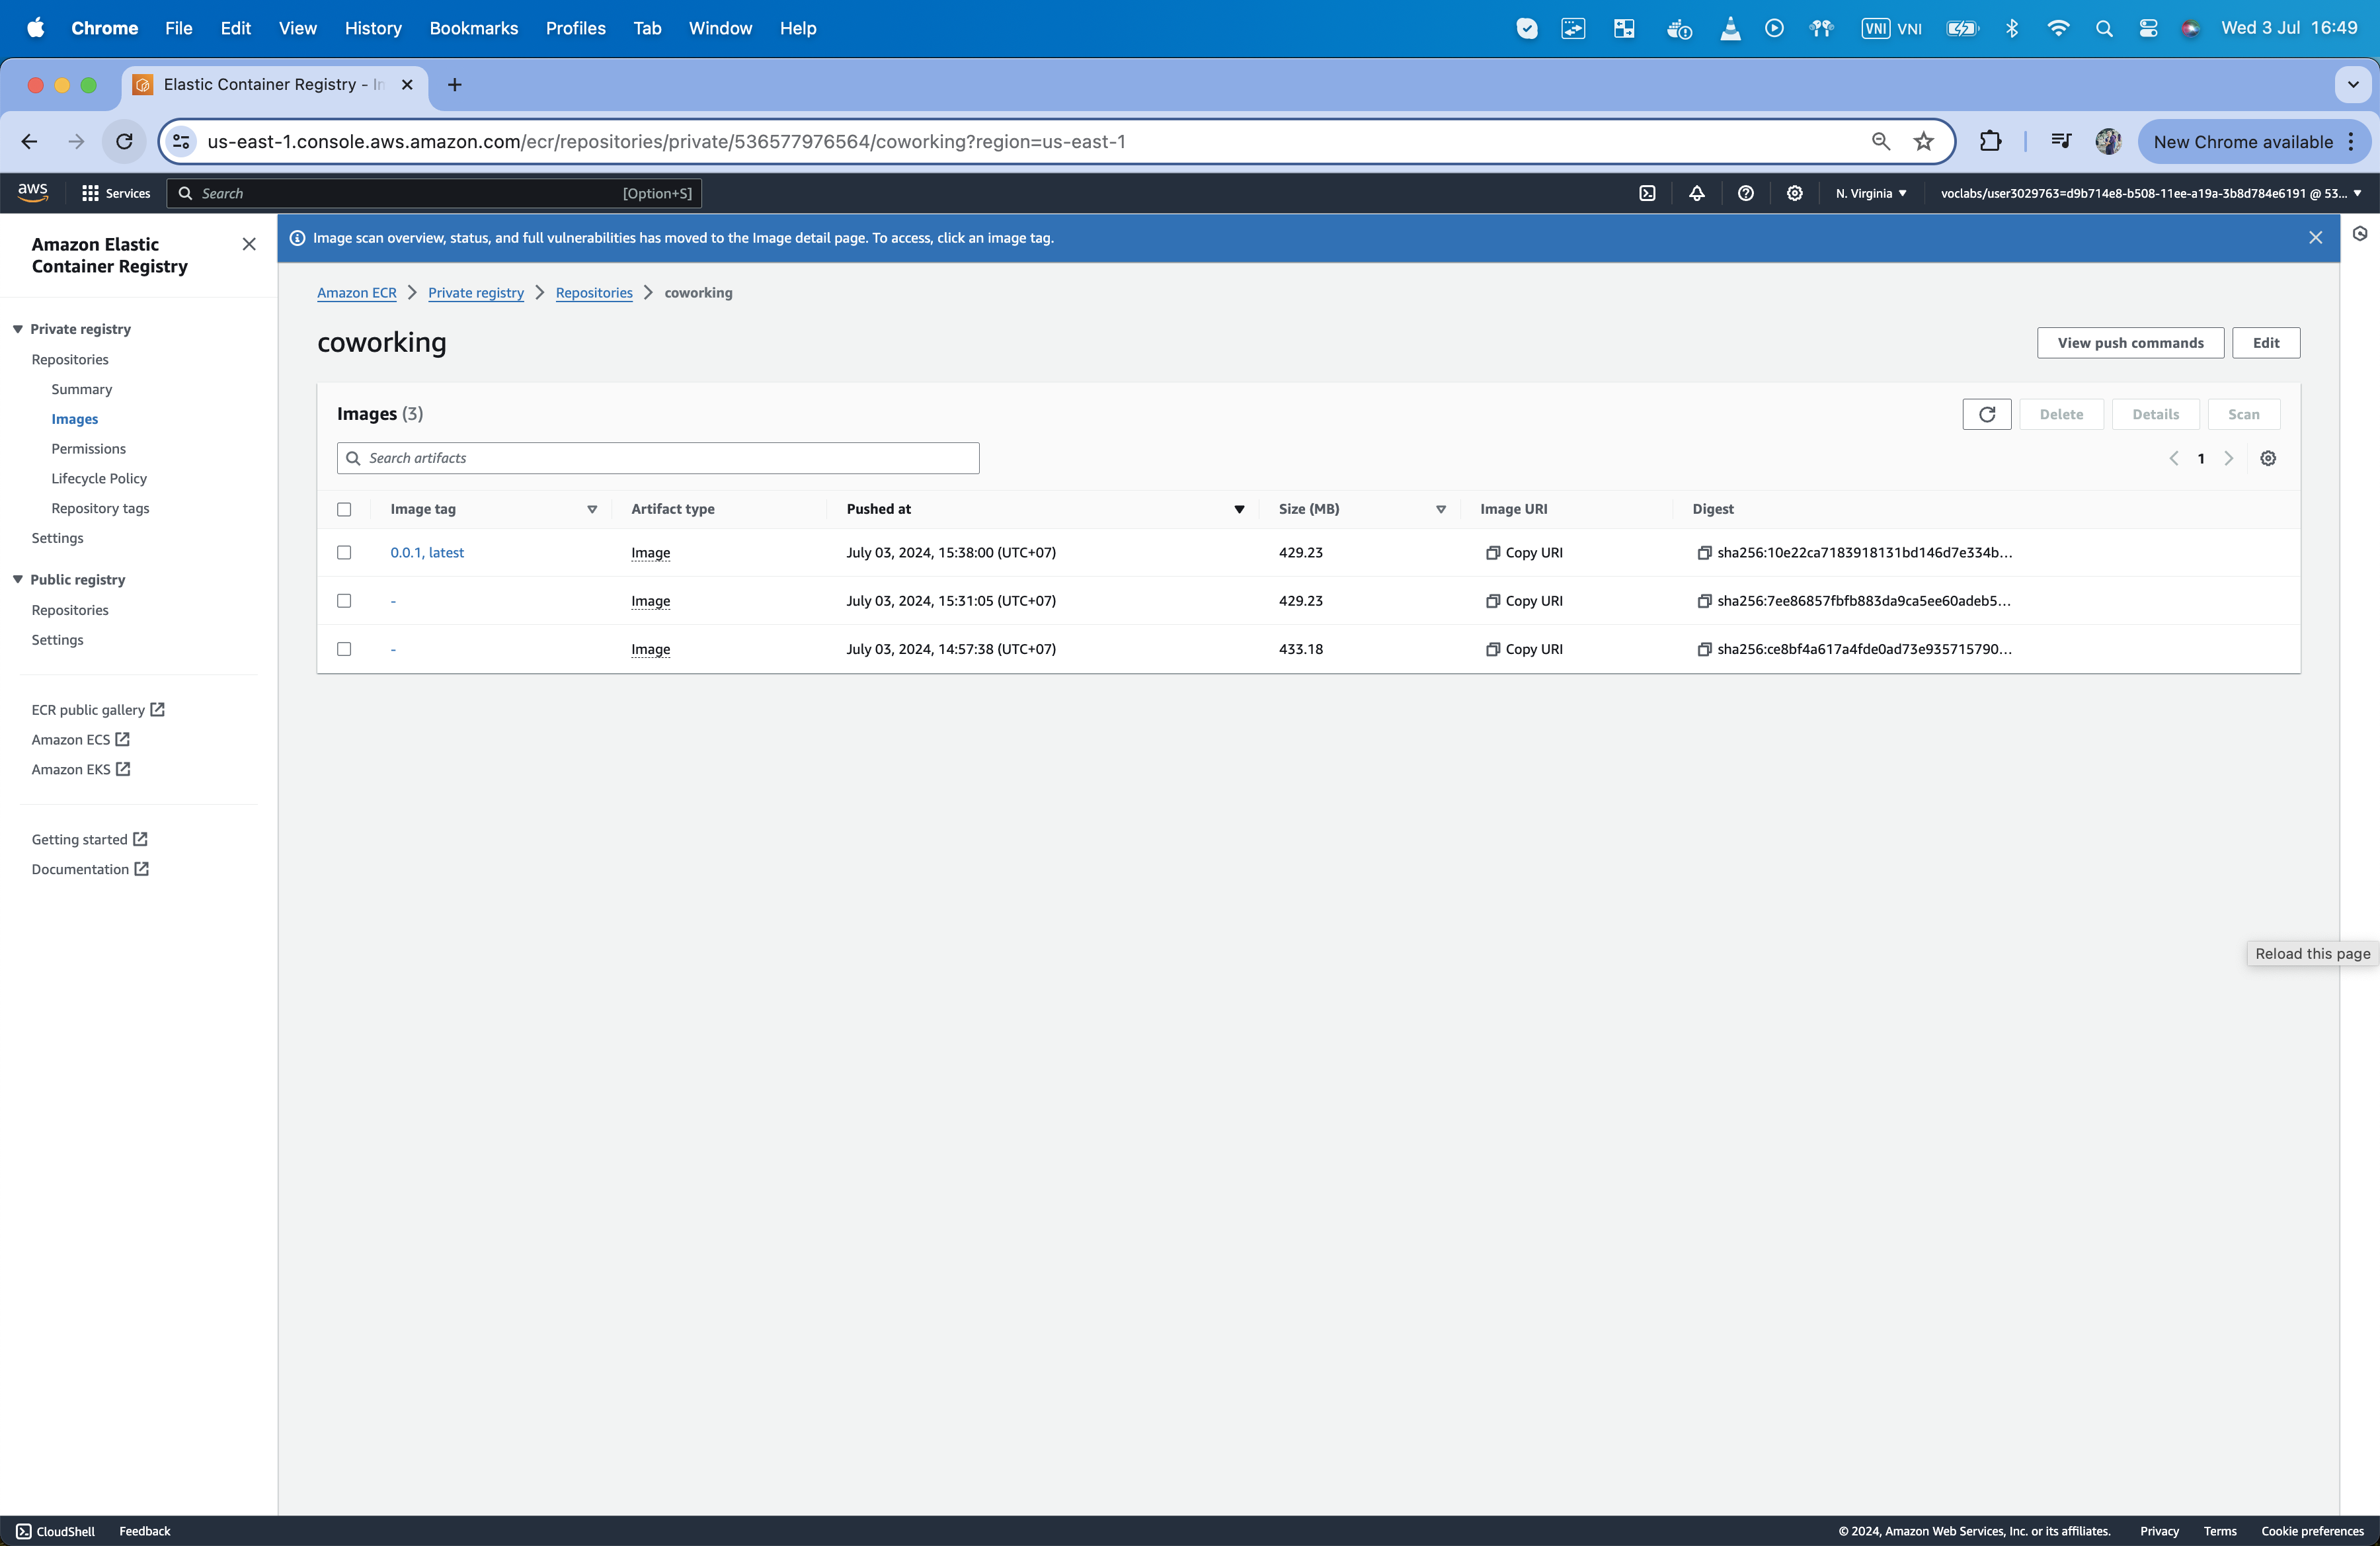 Chrome File Edit View History Bookmarks Profiles Tab Window Help VNI VNI Wed 3 Jul 16:49
Elastic Container Registry - In
us-east-1.console.aws.amazon.com/ecr/repositories/private/536577976564/coworking?region=us-east-1 New Chrome available
aws Services Search [Option+S] N. Virginia voclabs/user3029763=d9b714e8-b508-11ee-a19a-3b8d784e6191 @ 53...
Amazon Elastic
Container Registry
Private registry
Repositories
Summary
Images
Permissions
Lifecycle Policy
Repository tags
Settings
Public registry
Repositories
Settings
ECR public gallery
Amazon ECS
Amazon EKS
Getting started
Documentation
Image scan overview, status, and full vulnerabilities has moved to the Image detail page. To access, click an image tag.
Amazon ECR Private registry Repositories coworking
coworking View push commands Edit
Images (3) Delete Details Scan
Search artifacts 1
Image tag Artifact type Pushed at Size (MB) Image URI Digest
0.0.1, latest Image July 03, 2024, 15:38:00 (UTC+07) 429.23 Copy URI sha256:10e22ca7183918131bd146d7e334b...
- Image July 03, 2024, 15:31:05 (UTC+07) 429.23 Copy URI sha256:7ee86857fbfb883da9ca5ee60adeb5...
- Image July 03, 2024, 14:57:38 (UTC+07) 433.18 Copy URI sha256:ce8bf4a617a4fde0ad73e935715790...
Reload this page
CloudShell Feedback © 2024, Amazon Web Services, Inc. or its affiliates. Privacy Terms Cookie preferences